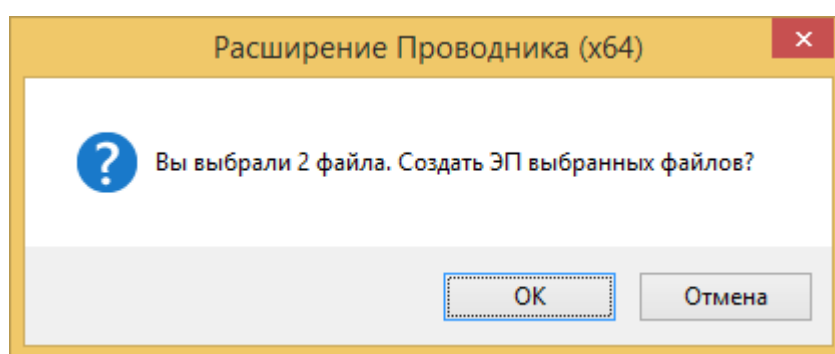 Расширение Проводника (x64)
Вы выбрали 2 файла. Создать ЭП выбранных файлов?
OK
Отмена